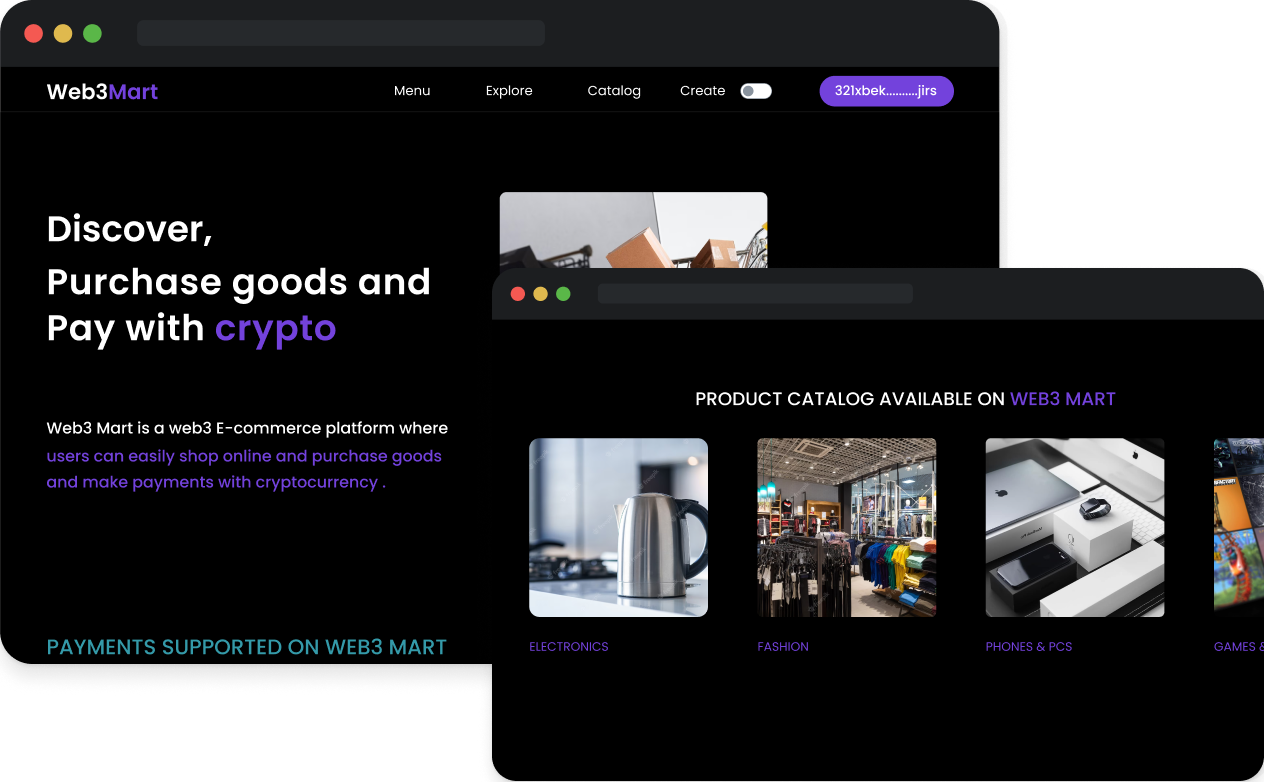 Web3Mart
Menu
Explore
Catalog
Create
321xbek..........jirs
Discover,
Purchase goods and
Pay with crypto
Web3 Mart is a web3 E-commerce platform where
users can easily shop online and purchase goods
and make payments with cryptocurrency .
PAYMENTS SUPPORTED ON WEB3 MART
PRODUCT CATALOG AVAILABLE ON WEB3 MART
ELECTRONICS
FASHION
PHONES & PCS
GAMES &